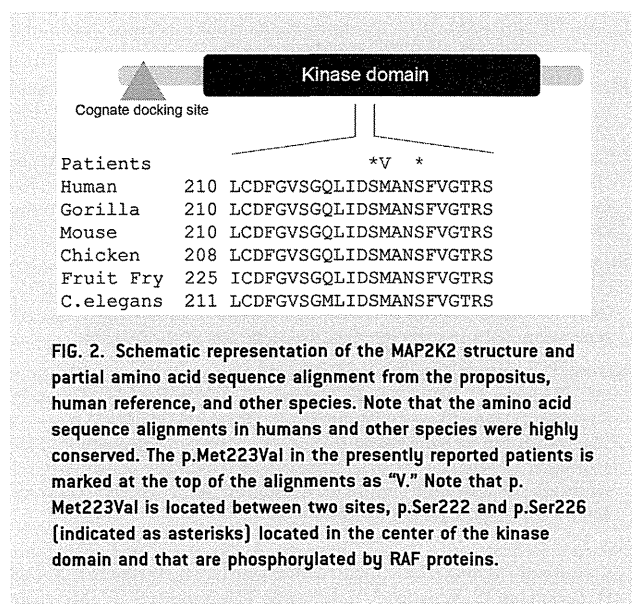 Kinase domain
Cognate docking site
Patients *V *
Human 210 LCDFGVSGQLIDSMANSFVGTRS
Gorilla 210 LCDFGVSGQLIDSMANSFVGTRS
Mouse 210 LCDFGVSGQLIDSMANSFVGTRS
Chicken 208 LCDFGVSGQLIDSMANSFVGTRS
Fruit Fry 225 ICDFGVSGQLIDSMANSFVGTRS
C.elegans 211 LCDFGVSGMLIDSMANSFVGTRS
FIG. 2. Schematic representation of the MAP2K2 structure and
partial amino acid sequence alignment from the propositus,
human reference, and other species. Note that the amino acid
sequence alignments in humans and other species were highly
conserved. The p.Met223Val in the presently reported patients is
marked at the top of the alignments as “V.” Note that p.
Met223Val is located between two sites, p.Ser222 and p.Ser226
(indicated as asterisks) located in the center of the kinase
domain and that are phosphorylated by RAF proteins.